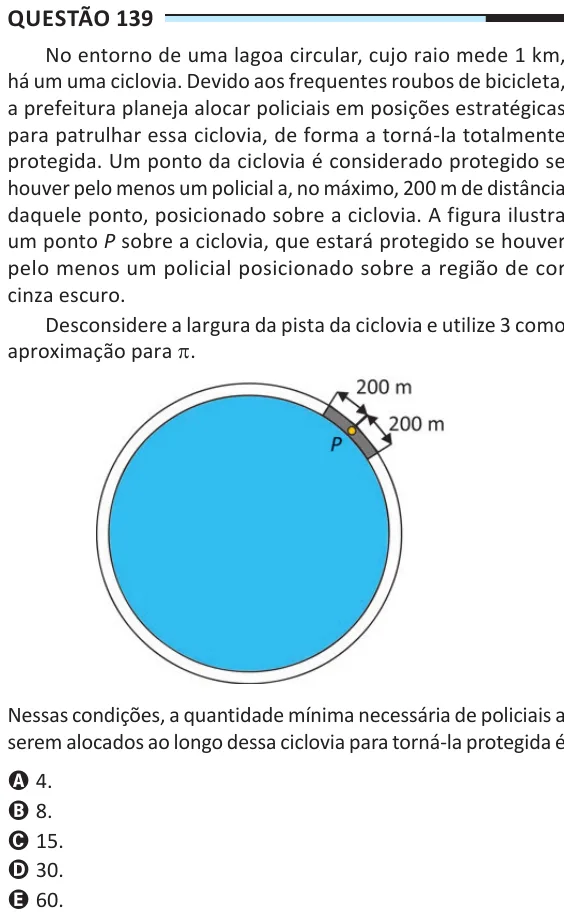 QUESTÃO 139
No entorno de uma lagoa circular, cujo raio mede 1 km,
há um uma ciclovia. Devido aos frequentes roubos de bicicleta,
a prefeitura planeja alocar policiais em posições estratégicas
para patrulhar essa ciclovia, de forma a torná-la totalmente
protegida. Um ponto da ciclovia é considerado protegido se
houver pelo menos um policial a, no máximo, 200 m de distância
daquele ponto, posicionado sobre a ciclovia. A figura ilustra
um ponto P sobre a ciclovia, que estará protegido se houver
pelo menos um policial posicionado sobre a região de cor
cinza escuro.
Desconsidere a largura da pista da ciclovia e utilize 3 como
aproximação para π.
200 m
200 m
P
Nessas condições, a quantidade mínima necessária de policiais a
serem alocados ao longo dessa ciclovia para torná-la protegida é
A 4.
B 8.
C 15.
D 30.
E 60.